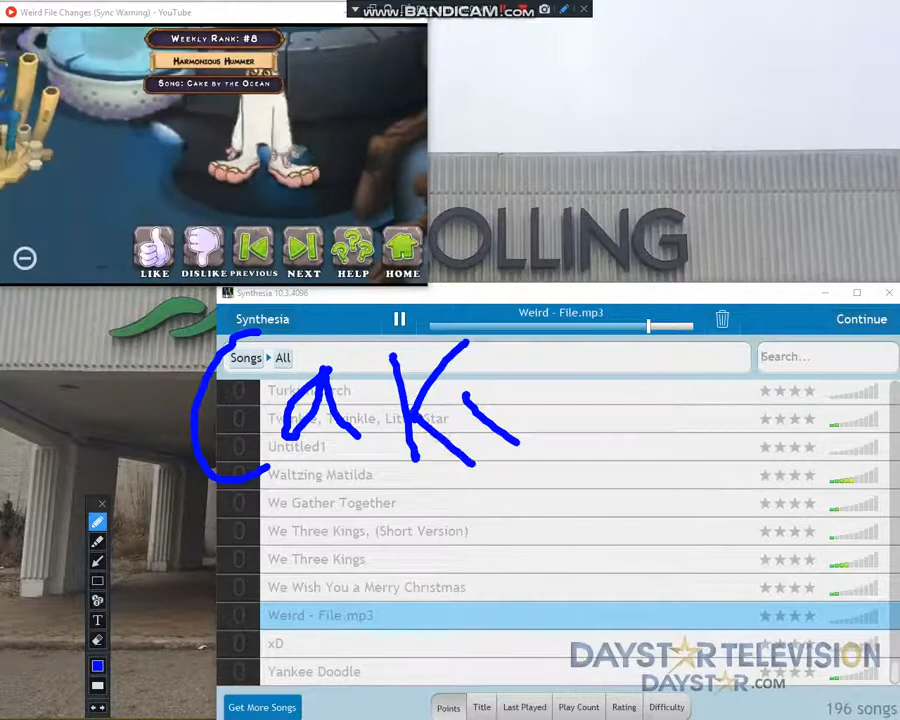 Weird File Changes (Sync Warning) - YouTube
www.BANDICAM.com
WEEKLY RANK: #8
HARMONIOUS HUMMER
SONG: CAKE BY THE OCEAN
LIKE DISLIKE PREVIOUS NEXT HELP HOME
OLLING
Synthesia 10.3.4096
Synthesia
Weird - File.mp3
Continue
Songs All
Search...
Twinkle, Twinkle, Little Star
Untitled1
Waltzing Matilda
We Gather Together
We Three Kings, (Short Version)
We Three Kings
We Wish You a Merry Christmas
Weird - File.mp3
xD
Yankee Doodle
Cak
DAYSTAR TELEVISION
DAYSTAR.COM
Get More Songs
Points Title Last Played Play Count Rating Difficulty
196 songs